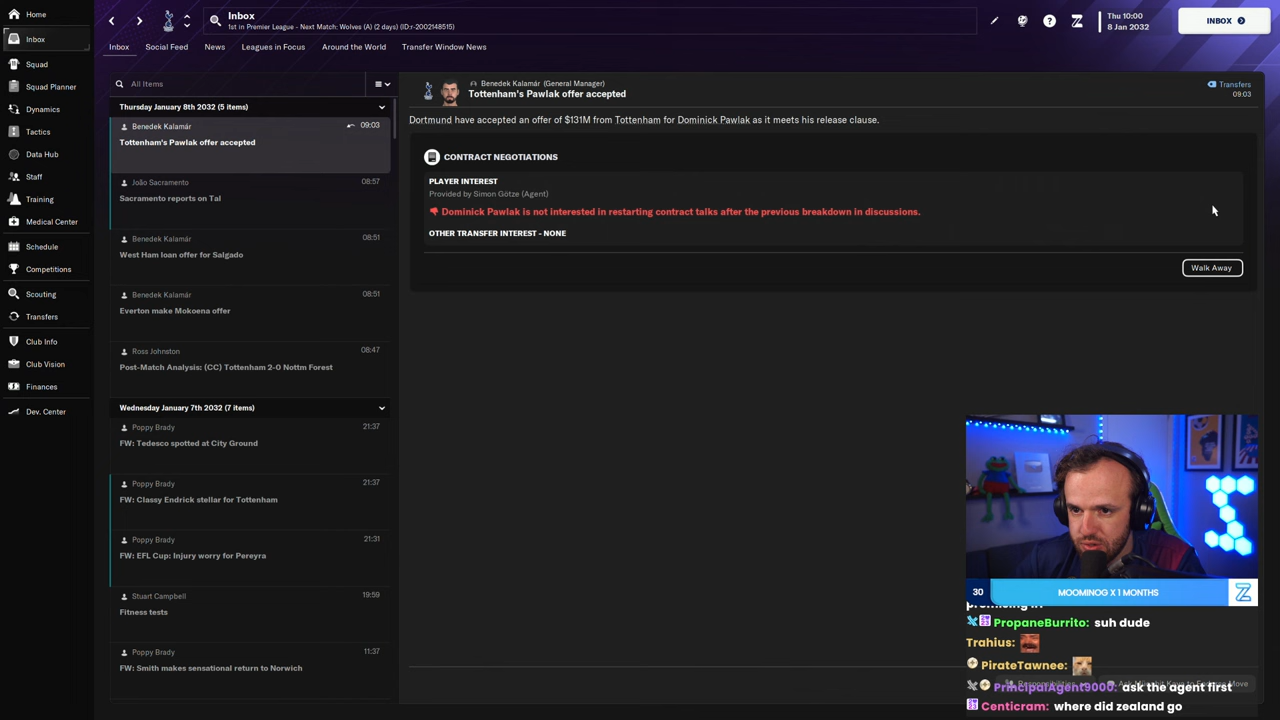 Home
Inbox
Squad
Squad Planner
Dynamics
Tactics
Data Hub
Staff
Training
Medical Center
Schedule
Competitions
Scouting
Transfers
Club Info
Club Vision
Finances
Dev. Center
Inbox
1st in Premier League - Next Match: Wolves (A) (2 days) (ID:r-2002148515)
Thu 10:00
8 Jan 2032
INBOX
Inbox
Social Feed
News
Leagues in Focus
Around the World
Transfer Window News
All Items
Thursday January 8th 2032 (5 items)
Benedek Kalamár
09:03
Tottenham's Pawlak offer accepted
João Sacramento
08:57
Sacramento reports on Tal
Benedek Kalamár
08:51
West Ham loan offer for Salgado
Benedek Kalamár
08:51
Everton make Mokoena offer
Ross Johnston
08:47
Post-Match Analysis: (CC) Tottenham 2-0 Nottm Forest
Wednesday January 7th 2032 (7 items)
Poppy Brady
21:37
FW: Tedesco spotted at City Ground
Poppy Brady
21:37
FW: Classy Endrick stellar for Tottenham
Poppy Brady
21:31
FW: EFL Cup: Injury worry for Pereyra
Stuart Campbell
19:59
Fitness tests
Poppy Brady
11:37
FW: Smith makes sensational return to Norwich
Benedek Kalamár (General Manager)
Tottenham's Pawlak offer accepted
Transfers
09:03
Dortmund have accepted an offer of $131M from Tottenham for Dominick Pawlak as it meets his release clause.
CONTRACT NEGOTIATIONS
PLAYER INTEREST
Provided by Simon Götze (Agent)
Dominick Pawlak is not interested in restarting contract talks after the previous breakdown in discussions.
OTHER TRANSFER INTEREST - NONE
Walk Away
30
MOOMINOG X 1 MONTHS
PropaneBurrito: suh dude
Trahius:
PirateTawnee:
PrincipalAgent9000: ask the agent first
Centicram: where did zealand go